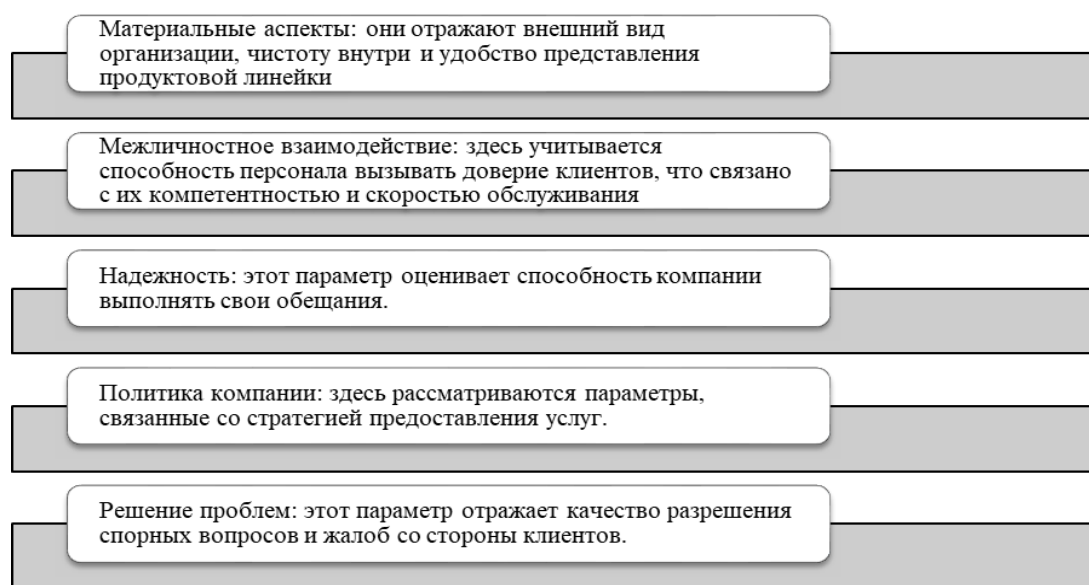 Материальные аспекты: они отражают внешний вид
организации, чистоту внутри и удобство представления
продуктовой линейки
Межличностное взаимодействие: здесь учитывается
способность персонала вызывать доверие клиентов, что связано
с их компетентностью и скоростью обслуживания
Надежность: этот параметр оценивает способность компании
выполнять свои обещания.
Политика компании: здесь рассматриваются параметры,
связанные со стратегией предоставления услуг.
Решение проблем: этот параметр отражает качество разрешения
спорных вопросов и жалоб со стороны клиентов.